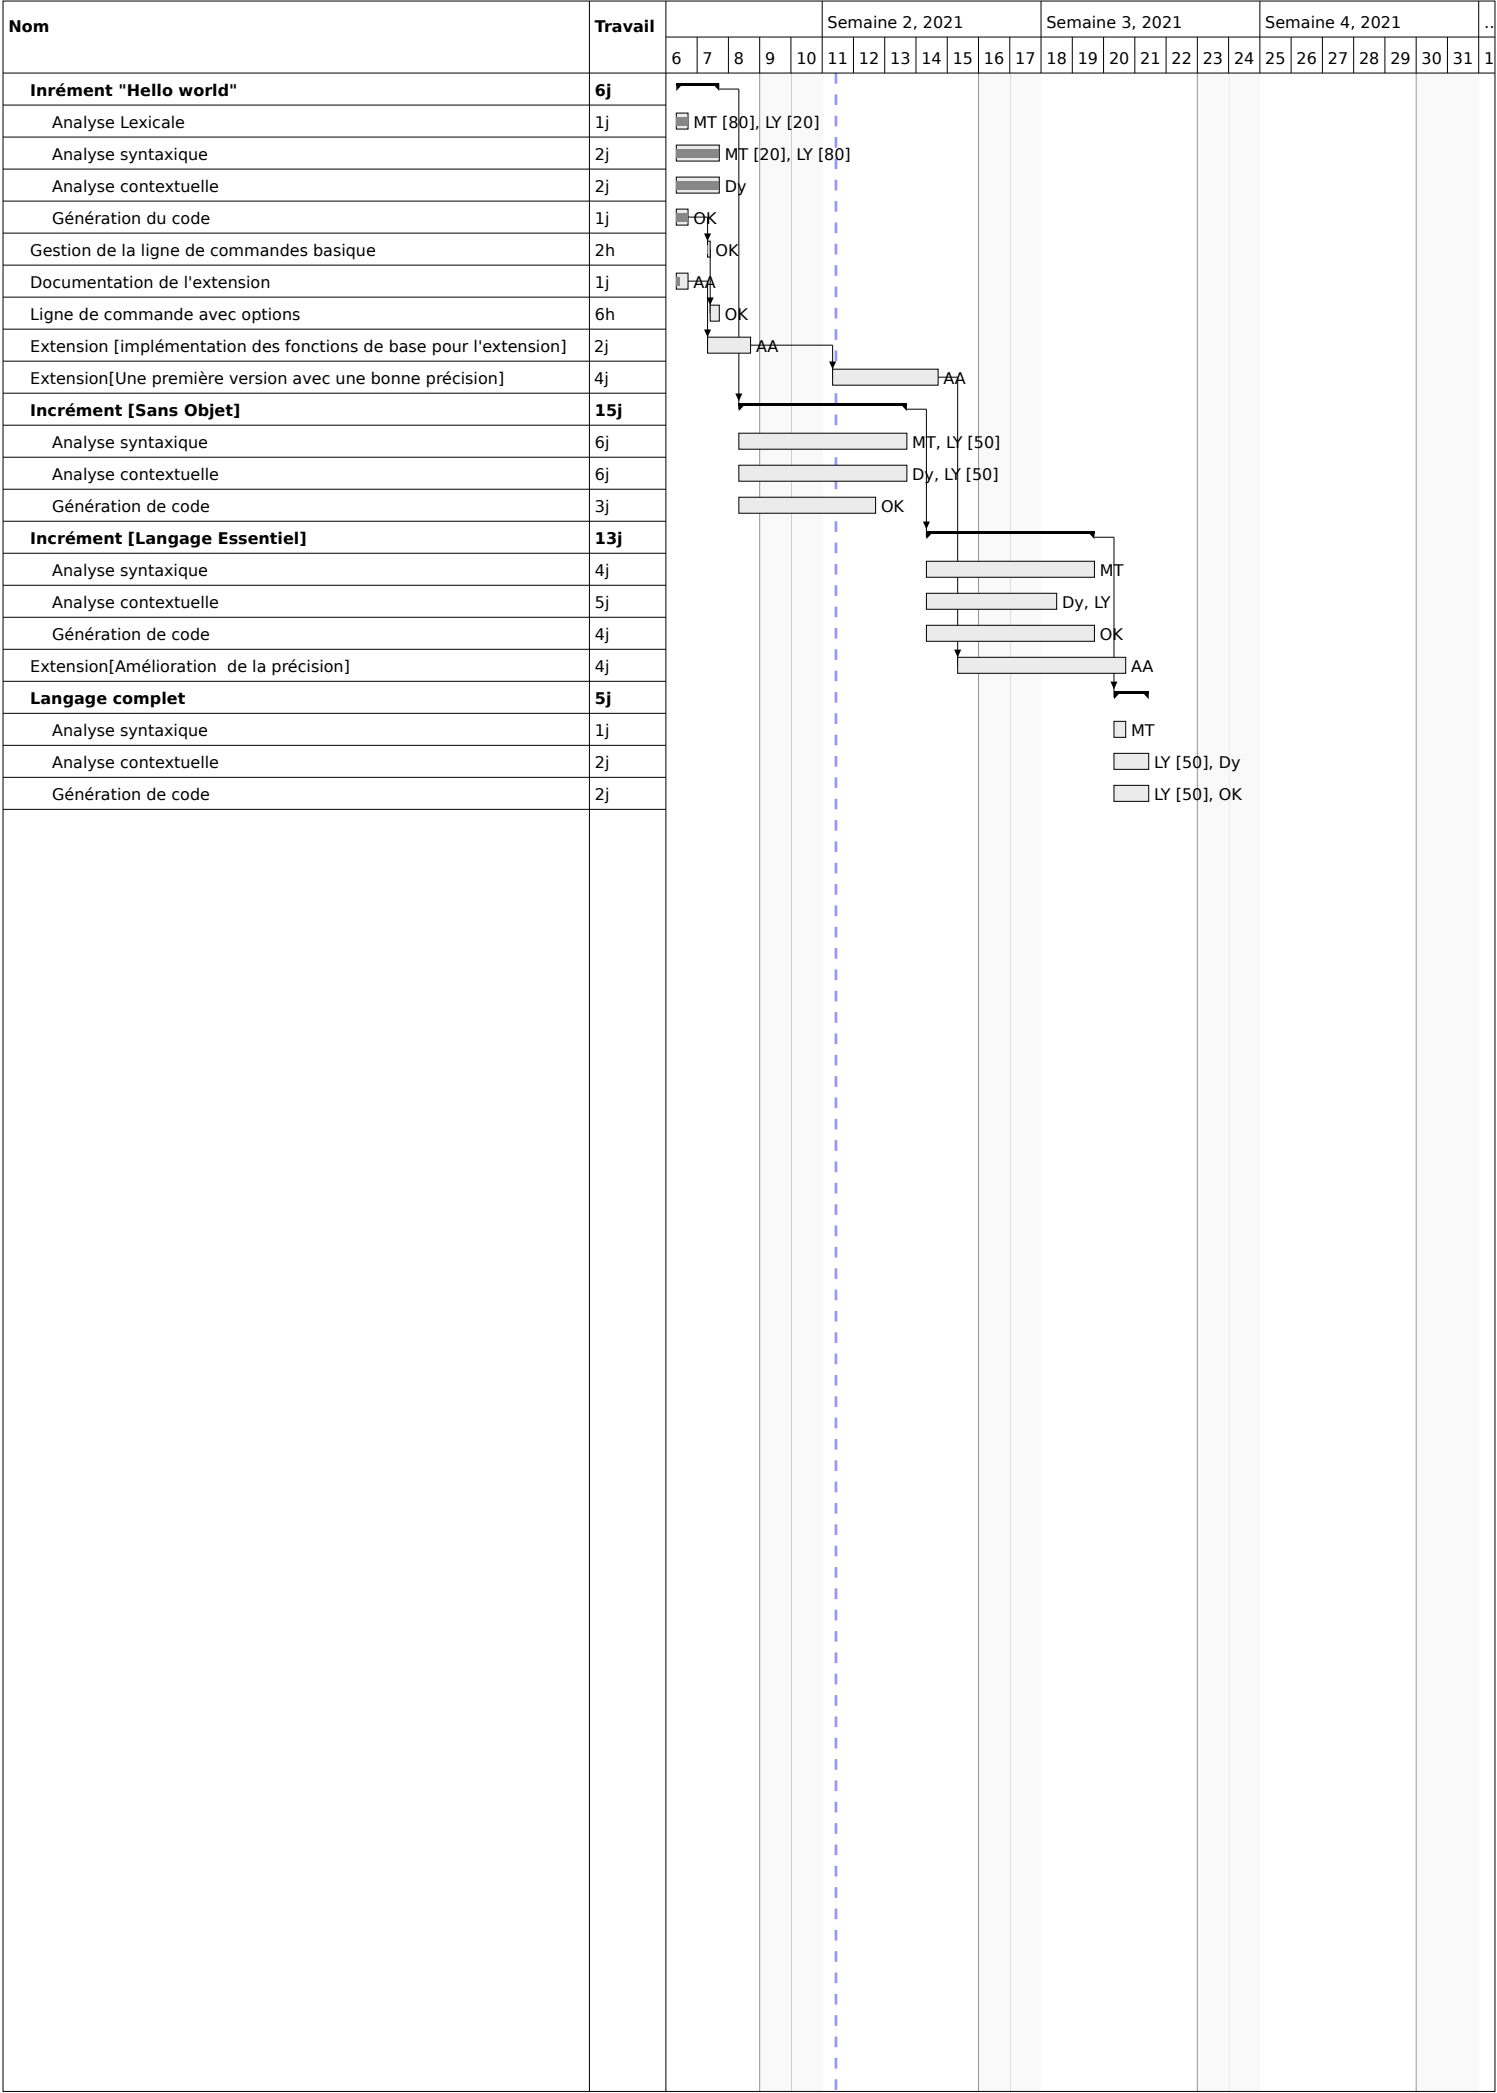 Nom Travail Semaine 2, 2021 Semaine 3, 2021 Semaine 4, 2021 ..
6 7 8 9 10 11 12 13 14 15 16 17 18 19 20 21 22 23 24 25 26 27 28 29 30 31 1
Inrément "Hello world" 6j
Analyse Lexicale 1j MT [80], LY [20]
Analyse syntaxique 2j MT [20], LY [80]
Analyse contextuelle 2j Dy
Génération du code 1j OK
Gestion de la ligne de commandes basique 2h OK
Documentation de l'extension 1j AA
Ligne de commande avec options 6h OK
Extension [implémentation des fonctions de base pour l'extension] 2j AA
Extension[Une première version avec une bonne précision] 4j AA
Incrément [Sans Objet] 15j
Analyse syntaxique 6j MT, LY [50]
Analyse contextuelle 6j Dy, LY [50]
Génération de code 3j OK
Incrément [Langage Essentiel] 13j
Analyse syntaxique 4j MT
Analyse contextuelle 5j Dy, LY
Génération de code 4j OK
Extension[Amélioration  de la précision] 4j AA
Langage complet 5j
Analyse syntaxique 1j MT
Analyse contextuelle 2j LY [50], Dy
Génération de code 2j LY [50], OK